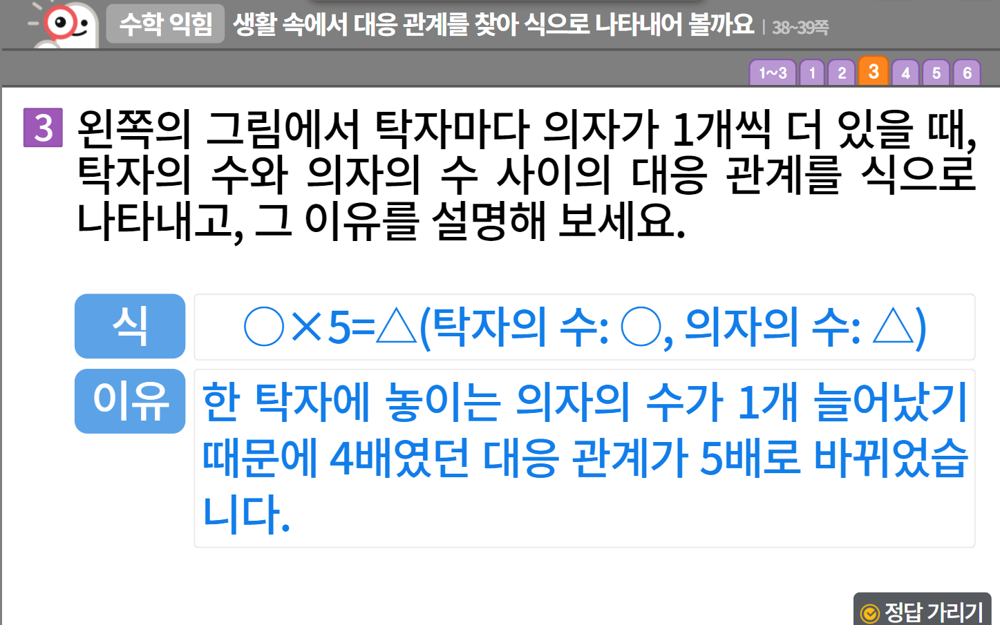 수학 익힘 생활 속에서 대응 관계를 찾아 식으로 나타내어 볼까요 | 38~39쪽
1~3 1 2 3 4 5 6
3 왼쪽의 그림에서 탁자마다 의자가 1개씩 더 있을 때,
탁자의 수와 의자의 수 사이의 대응 관계를 식으로
나타내고, 그 이유를 설명해 보세요.
식 ○×5=△(탁자의 수: ○, 의자의 수: △)
이유 한 탁자에 놓이는 의자의 수가 1개 늘어났기
때문에 4배였던 대응 관계가 5배로 바뀌었습
니다.
정답 가리기